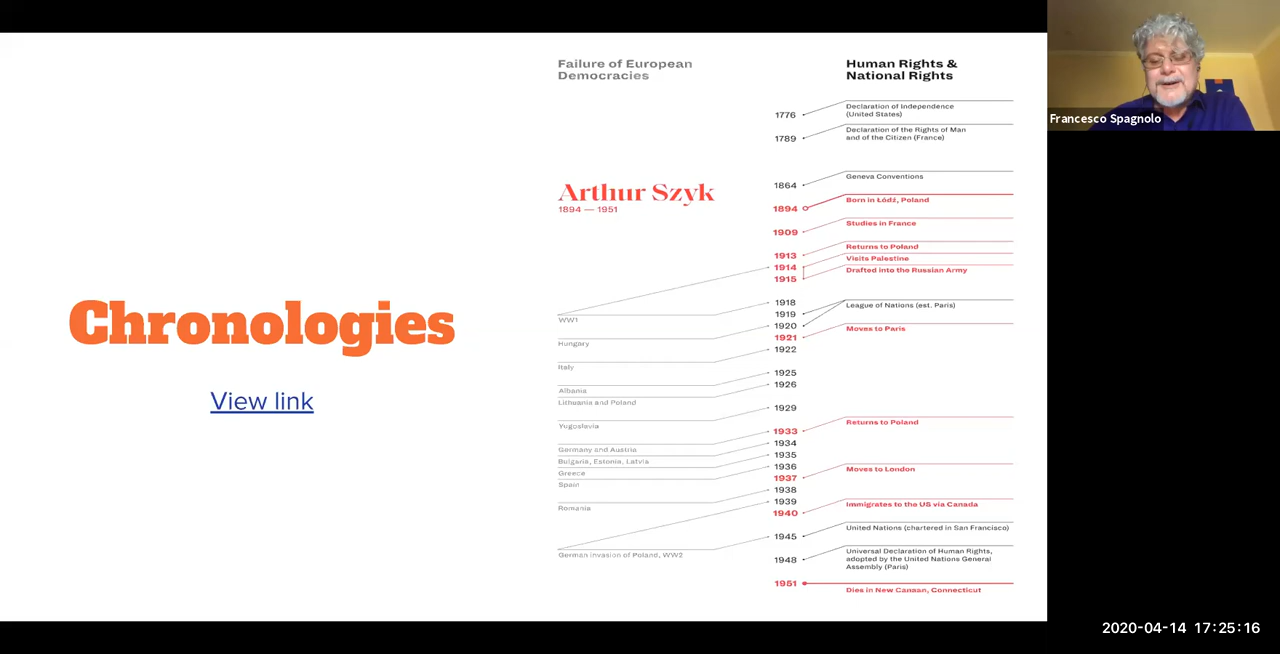 Chronologies
View link
Failure of European
Democracies
Arthur Szyk
1894 — 1951
WW1
Hungary
Italy
Albania
Lithuania and Poland
Yugoslavia
Germany and Austria
Bulgaria, Estonia, Latvia
Greece
Spain
Romania
German invasion of Poland, WW2
1776
1789
1864
1894
1909
1913
1914
1915
1918
1919
1920
1921
1922
1925
1926
1929
1933
1934
1935
1936
1937
1938
1939
1940
1945
1948
1951
Human Rights &
National Rights
Declaration of Independence
(United States)
Declaration of the Rights of Man
and of the Citizen (France)
Geneva Conventions
Born in Łódź, Poland
Studies in France
Returns to Poland
Visits Palestine
Drafted into the Russian Army
League of Nations (est. Paris)
Moves to Paris
Returns to Poland
Moves to London
Immigrates to the US via Canada
United Nations (chartered in San Francisco)
Universal Declaration of Human Rights,
adopted by the United Nations General
Assembly (Paris)
Dies in New Canaan, Connecticut
Francesco Spagnolo
2020-04-14 17:25:16